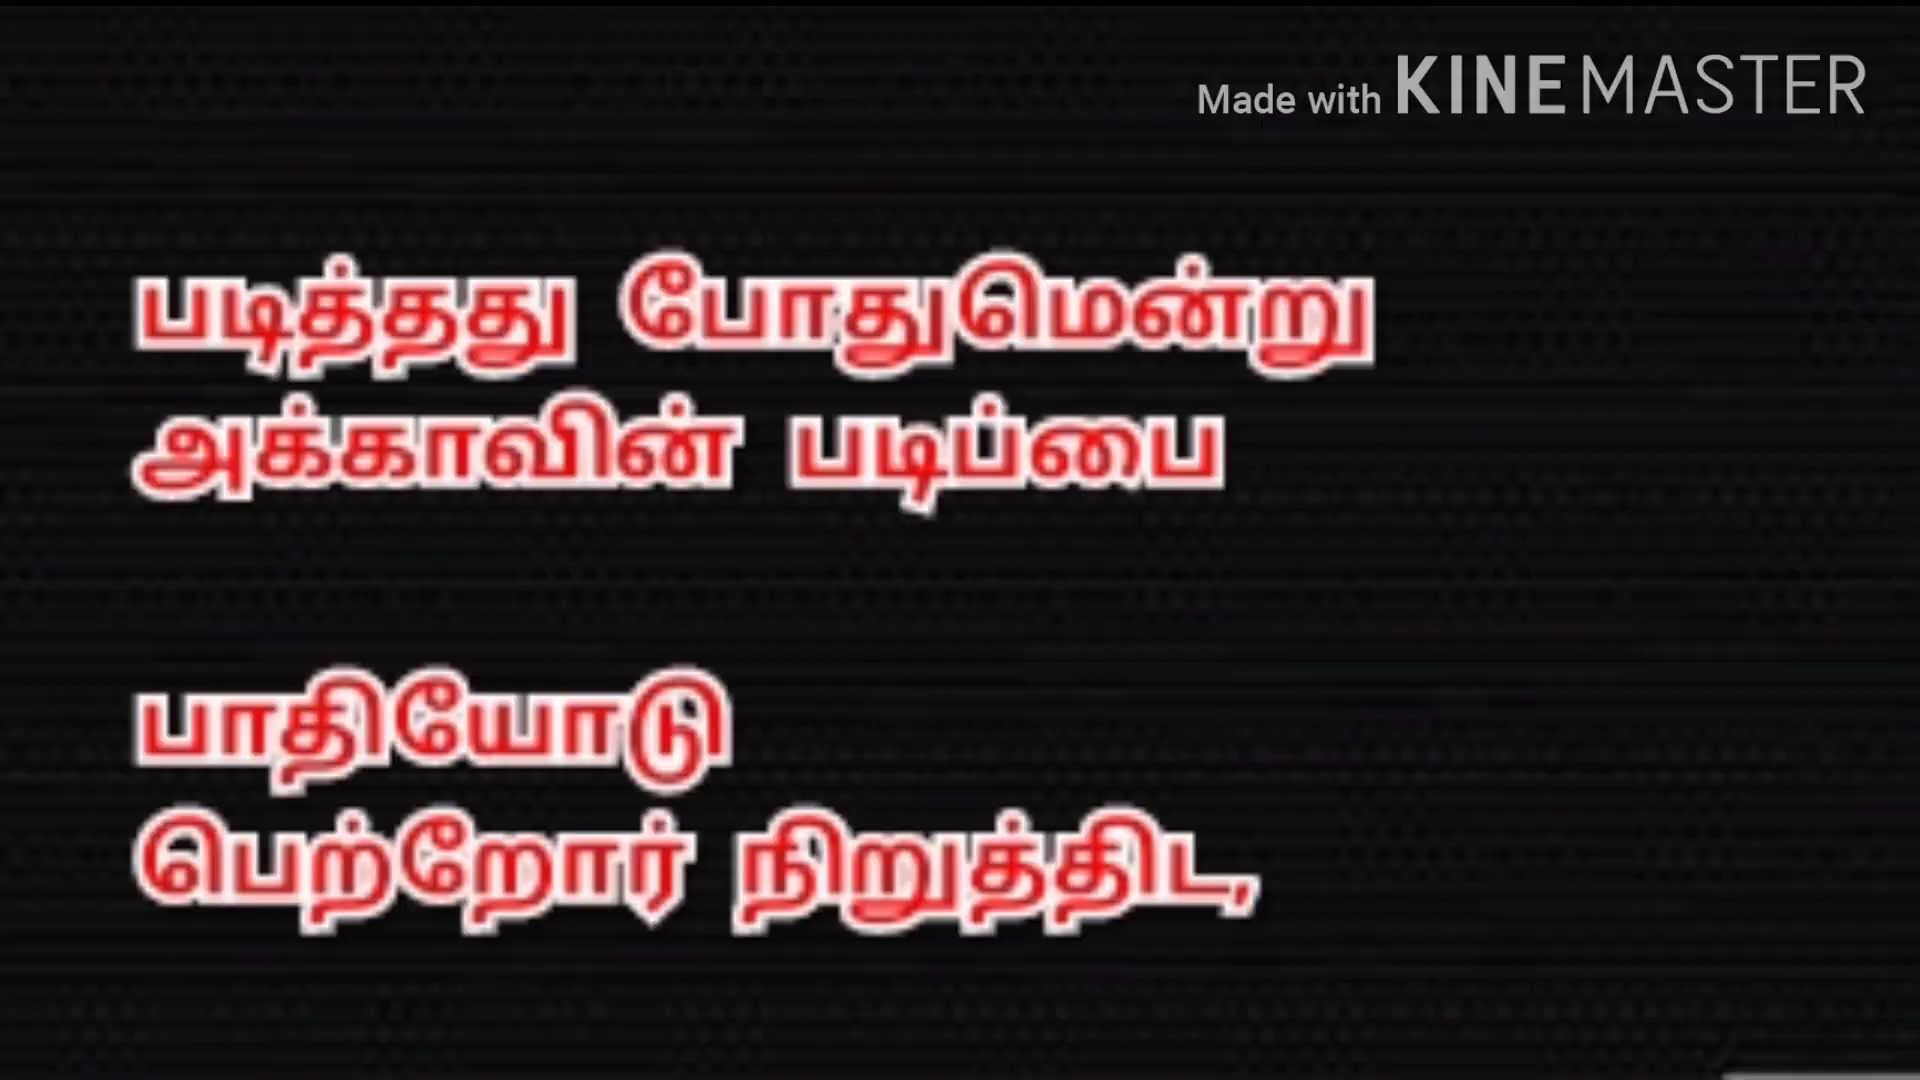 Made with KINEMASTER
படித்தது போதுமென்று
அக்காவின் படிப்பை
பாதியோடு
பெற்றோர் நிறுத்திட,